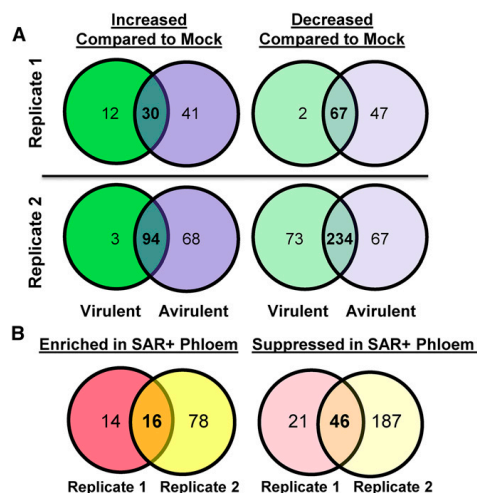 A
Increased Compared to Mock
Decreased Compared to Mock
Replicate 1
12 30 41
2 67 47
Replicate 2
3 94 68
73 234 67
Virulent Avirulent
Virulent Avirulent
B
Enriched in SAR+ Phloem
Suppressed in SAR+ Phloem
14 16 78
21 46 187
Replicate 1 Replicate 2
Replicate 1 Replicate 2